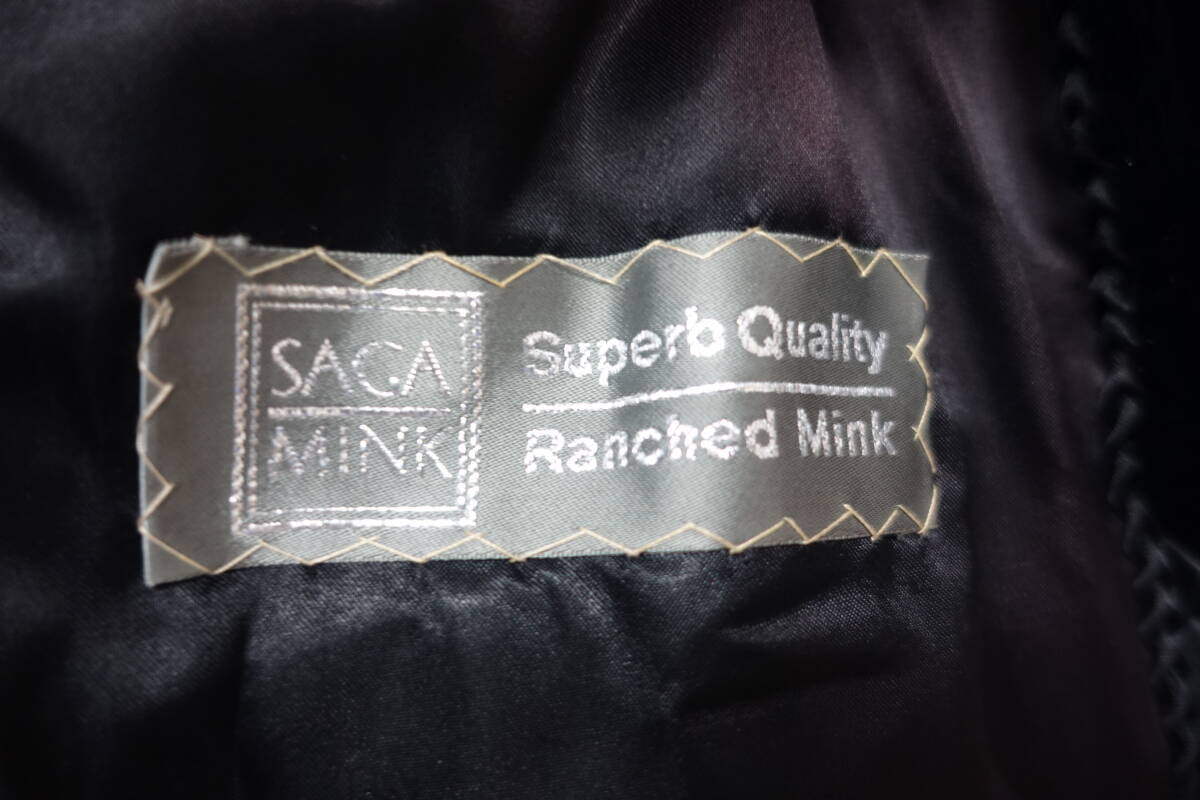 SAGA
MINK
Superb Quality
Ranched Mink